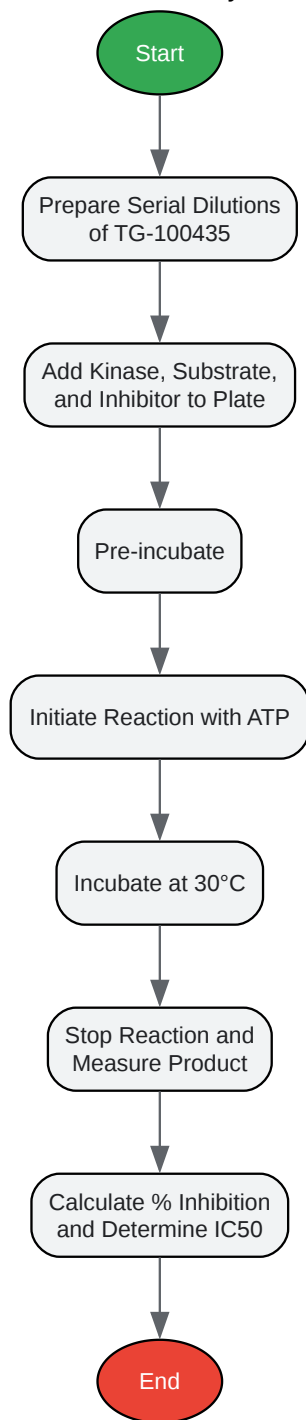 Start
Prepare Serial Dilutions
of TG-100435
Add Kinase, Substrate,
and Inhibitor to Plate
Pre-incubate
Initiate Reaction with ATP
Incubate at 30°C
Stop Reaction and
Measure Product
Calculate % Inhibition
and Determine IC50
End